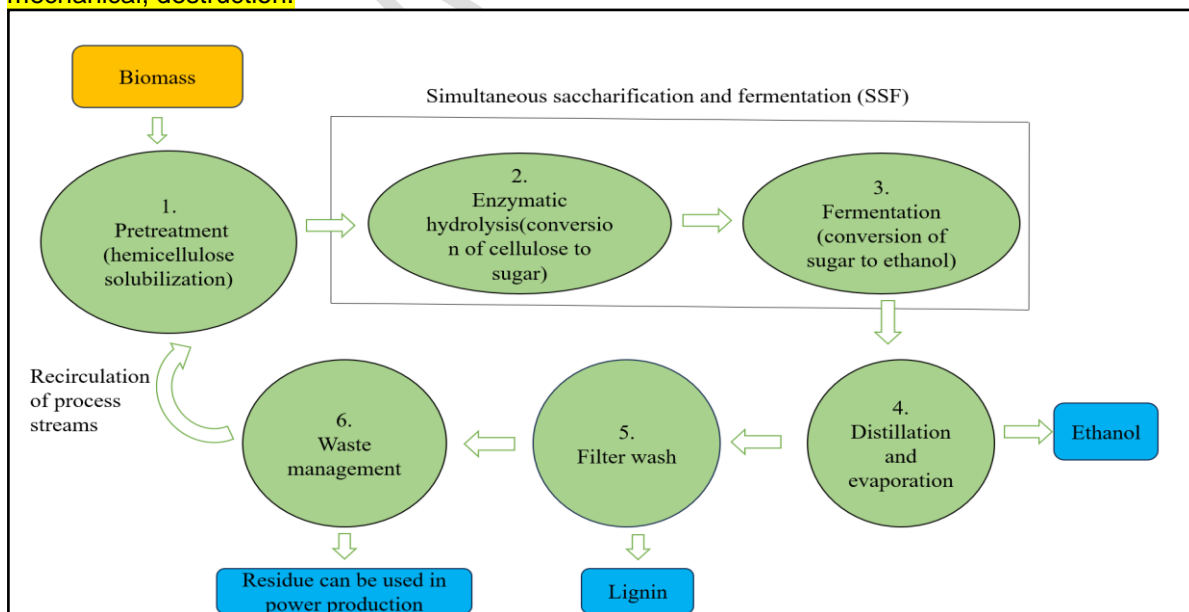 mechanical, destruction.
Biomass
Simultaneous saccharification and fermentation (SSF)
1.
Pretreatment
(hemicellulose
solubilization)
2.
Enzymatic
hydrolysis(conversio
n of cellulose to
sugar)
3.
Fermentation
(conversion of
sugar to ethanol)
Recirculation
of process
streams
6.
Waste
management
5.
Filter wash
4.
Distillation
and
evaporation
Ethanol
Residue can be used in
power production
Lignin